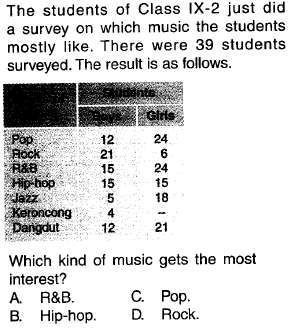 The students of Class IX-2 just did
a survey on which music the students
mostly like. There were 39 students
surveyed. The result is as follows.
Students
Boys Girls
Pop 12 24
Rock 21 6
R&B 15 24
Hip-hop 15 15
Jazz 5 18
Keroncong 4 --
Dangdut 12 21
Which kind of music gets the most
interest?
A. R&B. C. Pop.
B. Hip-hop. D. Rock.